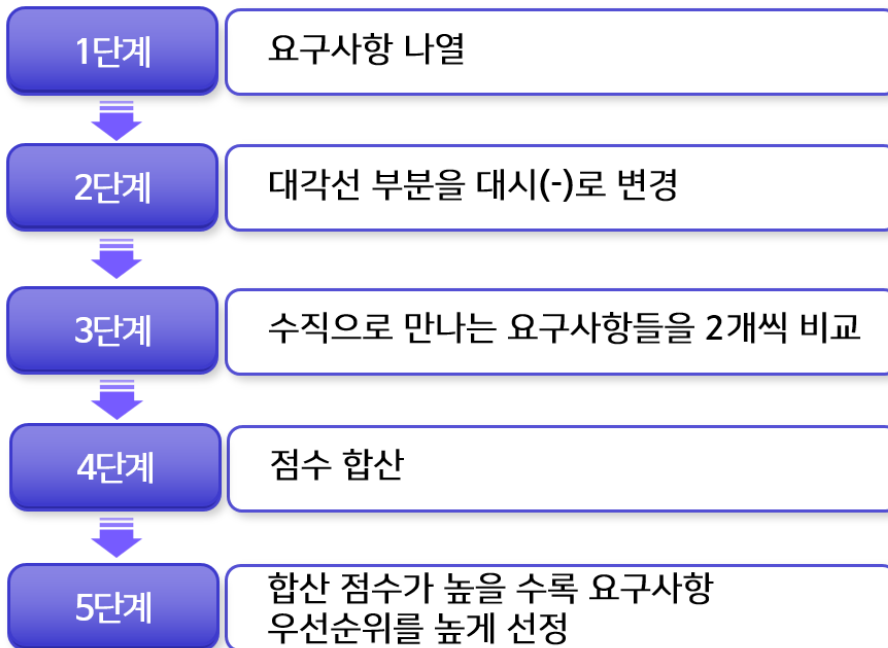 1단계
요구사항 나열
2단계
대각선 부분을 대시(-)로 변경
3단계
수직으로 만나는 요구사항들을 2개씩 비교
4단계
점수 합산
5단계
합산 점수가 높을 수록 요구사항
우선순위를 높게 선정